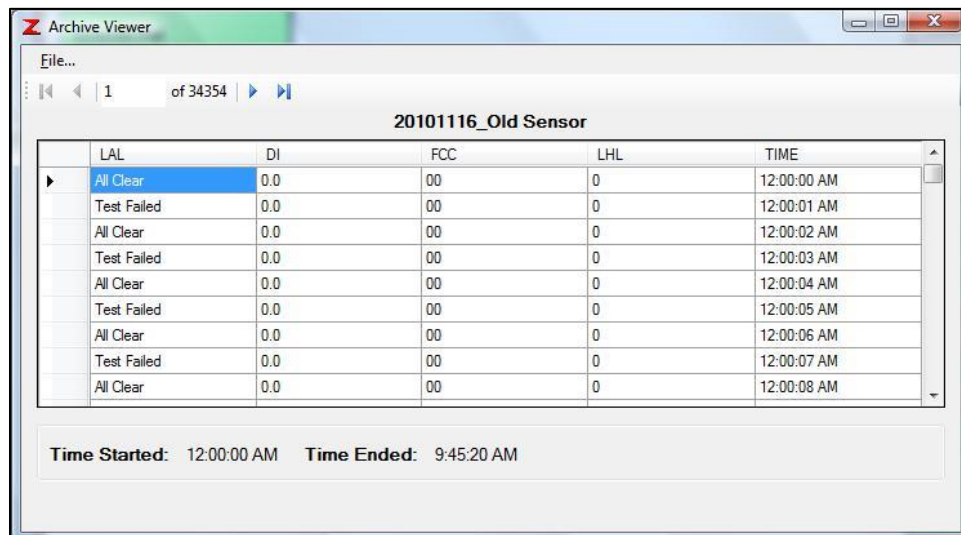 Z Archive Viewer
File...
1 of 34354
20101116_Old Sensor
LAL DI FCC LHL TIME
All Clear 0.0 00 0 12:00:00 AM
Test Failed 0.0 00 0 12:00:01 AM
All Clear 0.0 00 0 12:00:02 AM
Test Failed 0.0 00 0 12:00:03 AM
All Clear 0.0 00 0 12:00:04 AM
Test Failed 0.0 00 0 12:00:05 AM
All Clear 0.0 00 0 12:00:06 AM
Test Failed 0.0 00 0 12:00:07 AM
All Clear 0.0 00 0 12:00:08 AM
Time Started: 12:00:00 AM Time Ended: 9:45:20 AM